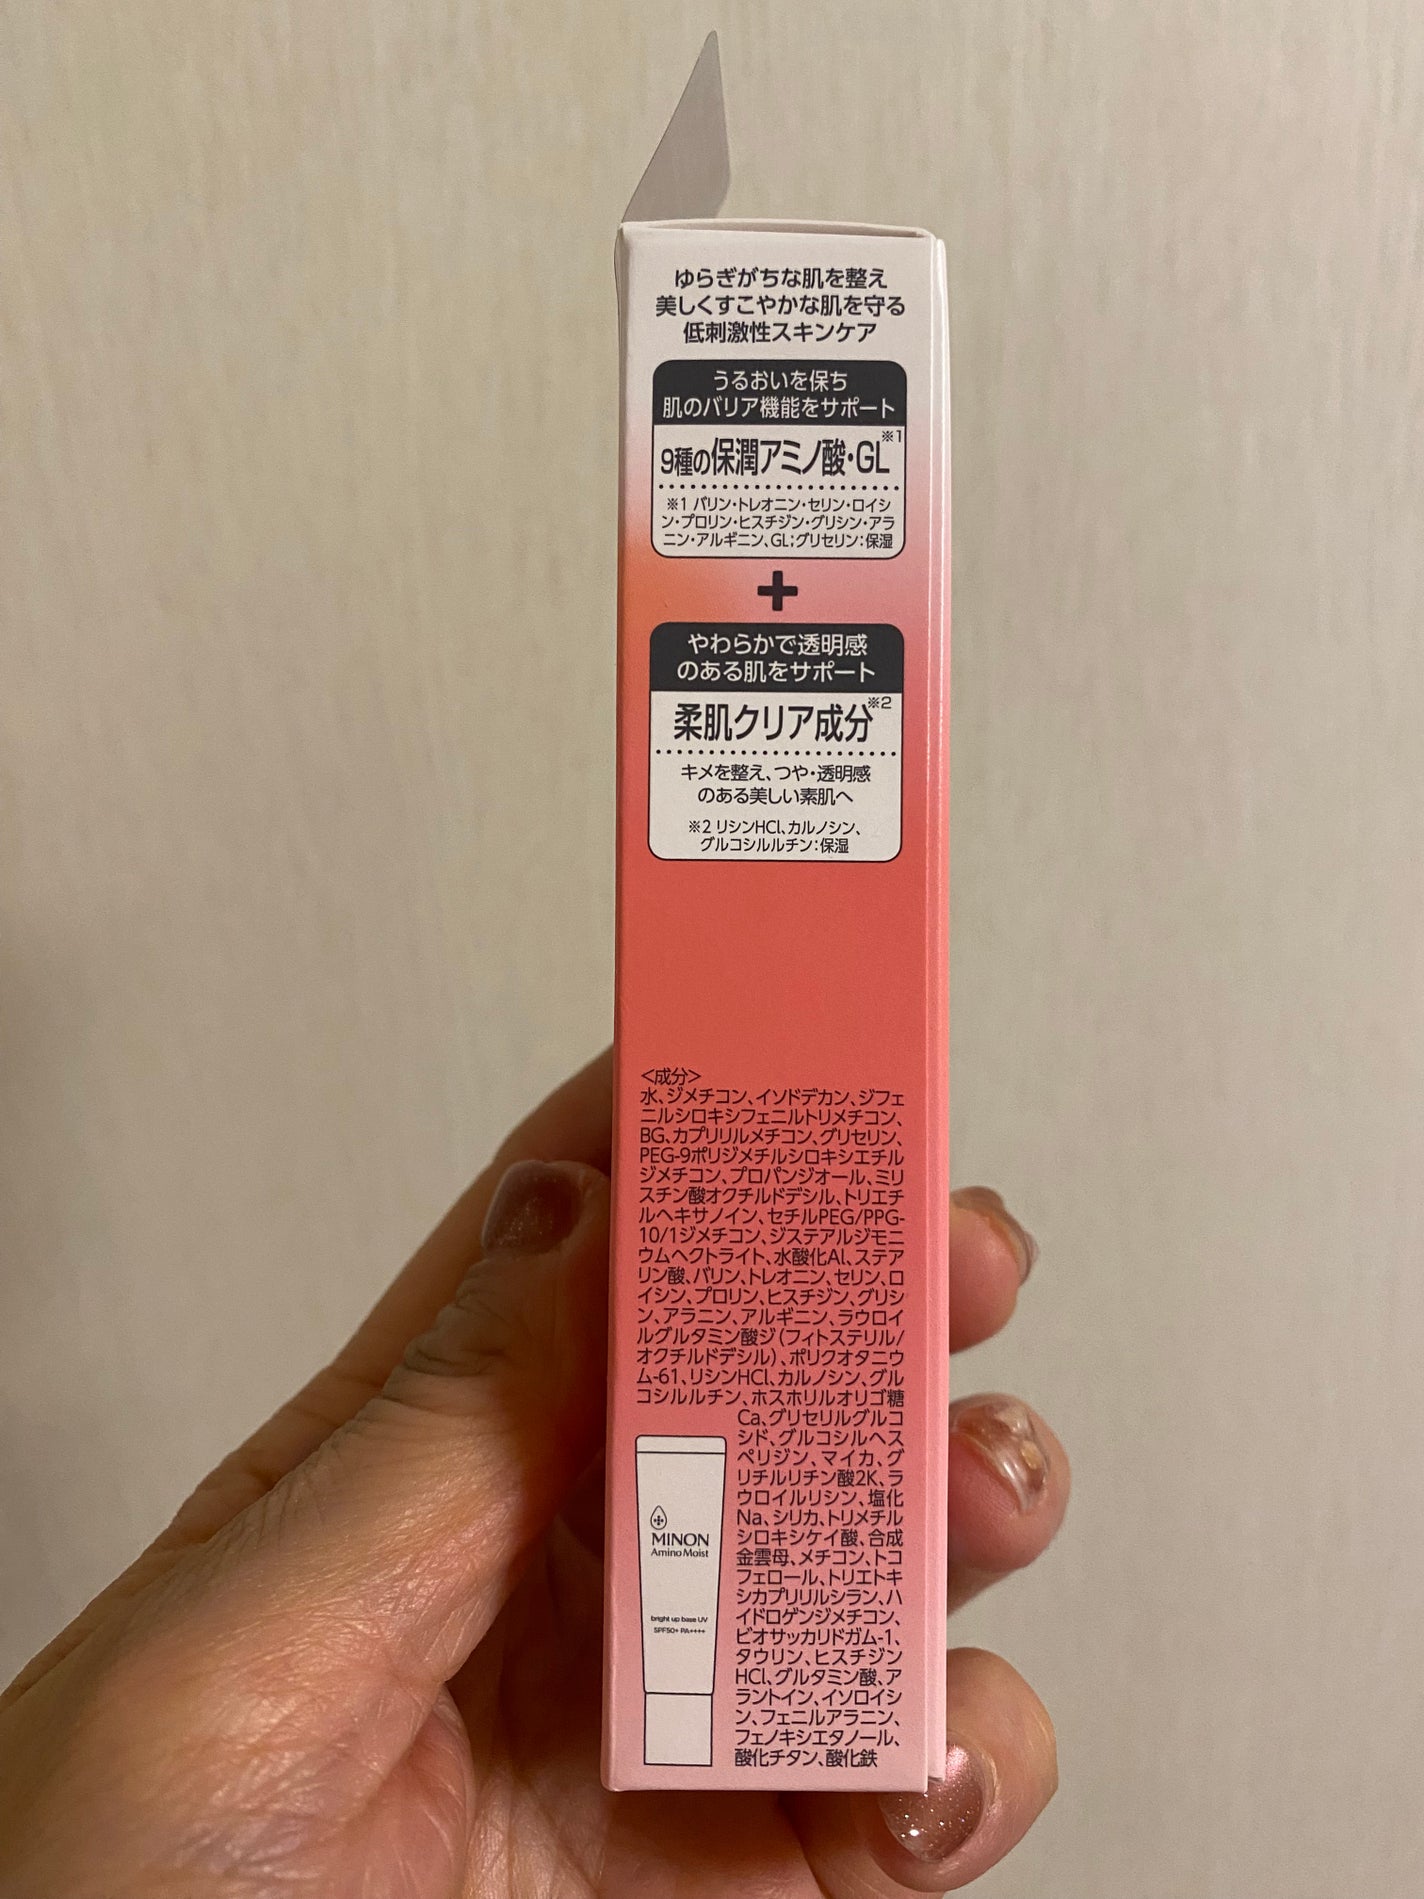 ゆらぎがちな肌を整え
美しくすこやかな肌を守る
低刺激性スキンケア
うるおいを保ち
肌のバリア機能をサポート
9種の保潤アミノ酸・GL※1
※1 バリン・トレオニン・セリン・ロイシ
ン・プロリン・ヒスチジン・グリシン・アラ
ニン・アルギニン、GL;グリセリン:保湿
+
やわらかで透明感
のある肌をサポート
柔肌クリア成分※2
キメを整え、つや・透明感
のある美しい素肌へ
※2 リシンHCl、カルノシン、
グルコシルルチン:保湿
<成分>
水、ジメチコン、イソドデカン、ジフェ
ニルシロキシフェニルトリメチコン、
BG、カプリリルメチコン、グリセリン、
PEG-9ポリジメチルシロキシエチル
ジメチコン、プロパンジオール、ミリ
スチン酸オクチルドデシル、トリエチ
ルヘキサノイン、セチルPEG/PPG-
10/1ジメチコン、ジステアルジモニ
ウムヘクトライト、水酸化Al、ステア
リン酸、バリン、トレオニン、セリン、ロ
イシン、プロリン、ヒスチジン、グリシ
ン、アラニン、アルギニン、ラウロイ
ルグルタミン酸ジ(フィトステリル/
オクチルドデシル)、ポリクオタニウ
ム-61、リシンHCl、カルノシン、グル
コシルルチン、ホスホリルオリゴ糖
Ca、グリセリルグルコ
シド、グルコシルヘス
ペリジン、マイカ、グ
リチルリチン酸2K、ラ
ウロイルリシン、塩化
Na、シリカ、トリメチル
シロキシケイ酸、合成
金雲母、メチコン、トコ
フェロール、トリエトキ
シカプリリルシラン、ハ
イドロゲンジメチコン、
ビオサッカリドガム-1、
タウリン、ヒスチジン
HCl、グルタミン酸、ア
ラントイン、イソロイシ
ン、フェニルアラニン、
フェノキシエタノール、
酸化チタン、酸化鉄
MINON
Amino Moist
bright up base UV
SPF50+ PA++++